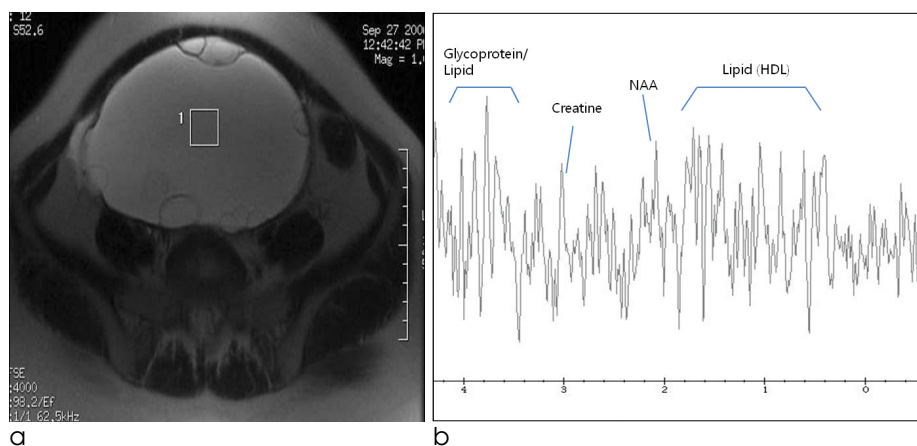 : 12
S52.6
Sep 27 200
12:42:42 P
Mag = 1.
1
FSE
:4000
:98.2/Ef
:1/1 62.5kHz
a
Glycoprotein/
Lipid
Creatine
NAA
Lipid (HDL)
4 3 2 1 0
b